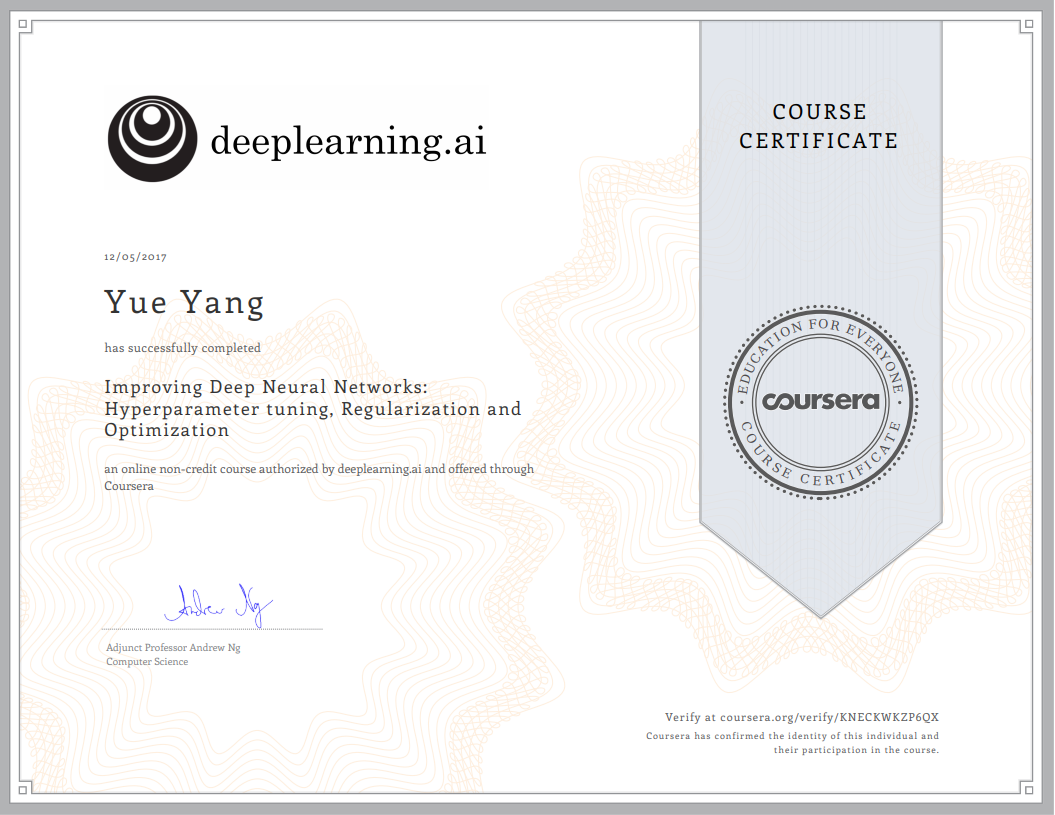 deeplearning.ai
COURSE
CERTIFICATE
12/05/2017
Yue Yang
has successfully completed
Improving Deep Neural Networks:
Hyperparameter tuning, Regularization and
Optimization
an online non-credit course authorized by deeplearning.ai and offered through
Coursera
EDUCATION FOR EVERYONE
coursera
COURSE CERTIFICATE
Andrew Ng
Adjunct Professor Andrew Ng
Computer Science
Verify at coursera.org/verify/KNECKWKZP6QX
Coursera has confirmed the identity of this individual and
their participation in the course.